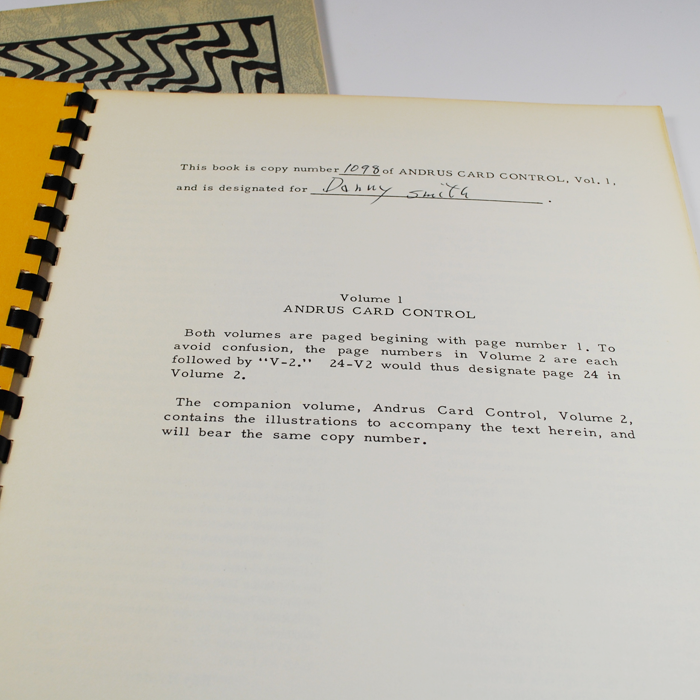 This book is copy number 1098 of ANDRUS CARD CONTROL, Vol. 1,
and is designated for Danny Smith .
Volume 1
ANDRUS CARD CONTROL
Both volumes are paged begining with page number 1. To
avoid confusion, the page numbers in Volume 2 are each
followed by "V-2." 24-V2 would thus designate page 24 in
Volume 2.
The companion volume, Andrus Card Control, Volume 2,
contains the illustrations to accompany the text herein, and
will bear the same copy number.